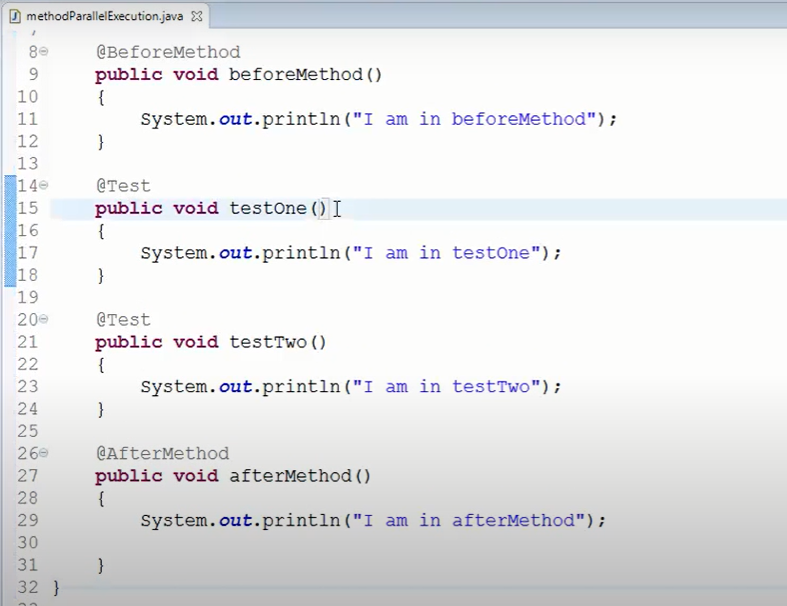 methodParallelExecution.java
8 @BeforeMethod
9 public void beforeMethod()
10 {
11 System.out.println("I am in beforeMethod");
12 }
13
14 @Test
15 public void testOne()
16 {
17 System.out.println("I am in testOne");
18 }
19
20 @Test
21 public void testTwo()
22 {
23 System.out.println("I am in testTwo");
24 }
25
26 @AfterMethod
27 public void afterMethod()
28 {
29 System.out.println("I am in afterMethod");
30
31 }
32 }